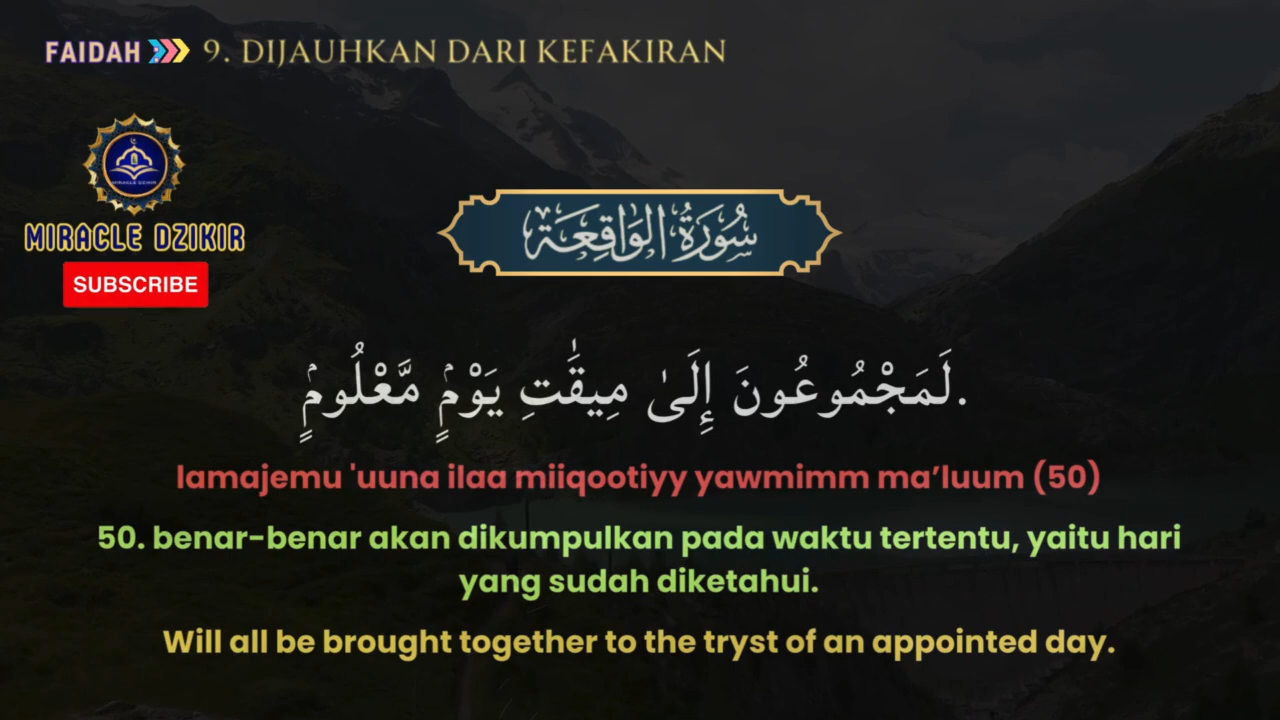 FAIDAH 9. DIJAUHKAN DARI KEFAKIRAN
MIRACLE DZIKIR
MIRACLE DZIKIR
SUBSCRIBE
سُورَةُ الوَاقِعَة
لَمَجْمُوعُونَ إِلَىٰ مِيقَٰتِ يَوْمٍۢ مَّعْلُومٍۢ.
lamajemu 'uuna ilaa miiqootiyy yawmimm ma’luum (50)
50. benar-benar akan dikumpulkan pada waktu tertentu, yaitu hari
yang sudah diketahui.
Will all be brought together to the tryst of an appointed day.